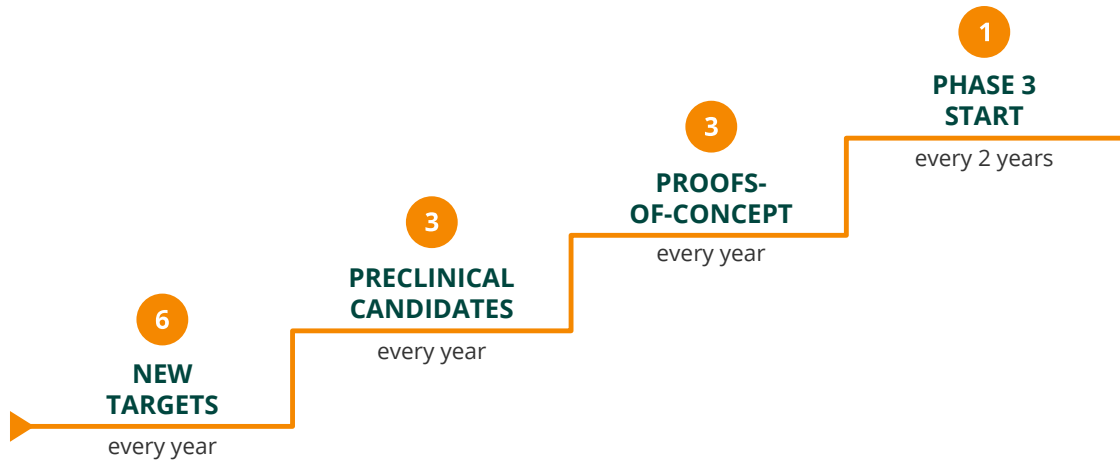 6
NEW
TARGETS
every year
3
PRECLINICAL
CANDIDATES
every year
3
PROOFS-
OF-CONCEPT
every year
1
PHASE 3
START
every 2 years